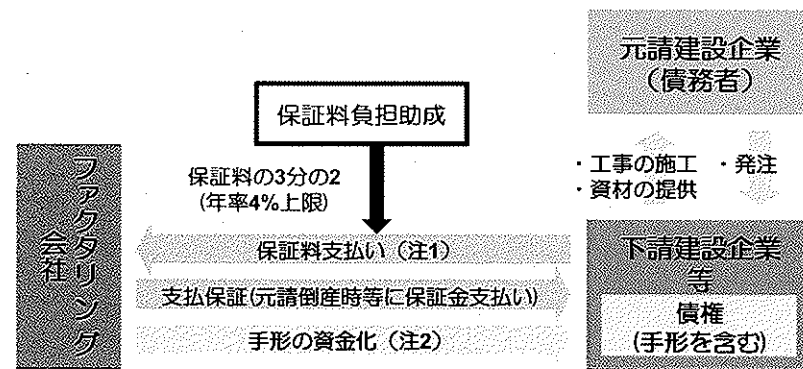 元請建設企業
（債務者）
保証料負担助成
保証料の3分の2
(年率4%上限)
・工事の施工
・資材の提供
・発注
ファクタリング
会社
保証料支払い（注1）
支払保証(元請倒産時等に保証金支払い)
手形の資金化（注2）
下請建設企業
等
債権
(手形を含む)